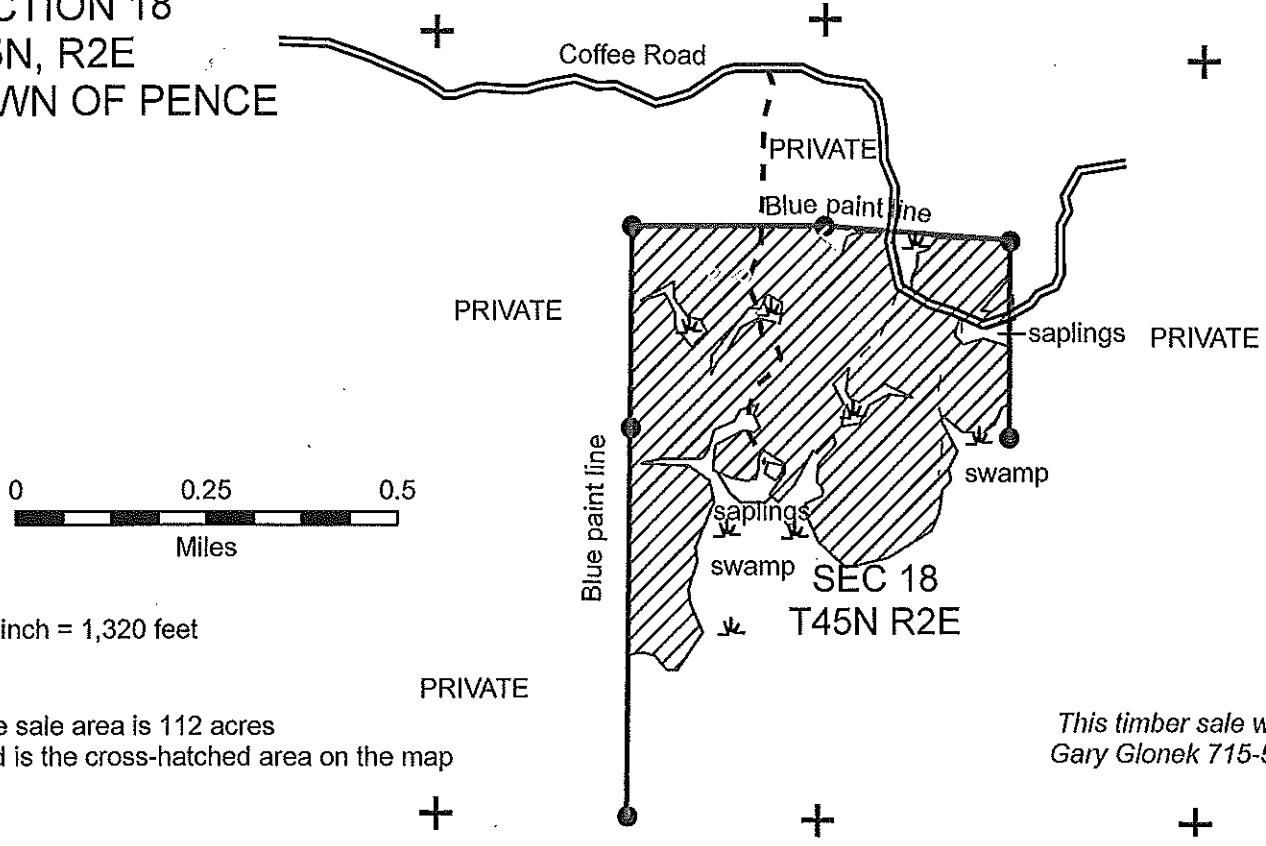 CTION 18
5N, R2E
WN OF PENCE
Coffee Road
PRIVATE
Blue paint line
PRIVATE
saplings
PRIVATE
Blue paint line
swamp
0 0.25 0.5
Miles
saplings
swamp
SEC 18
T45N R2E
inch = 1,320 feet
PRIVATE
e sale area is 112 acres
d is the cross-hatched area on the map
This timber sale w
Gary Glonek 715-5